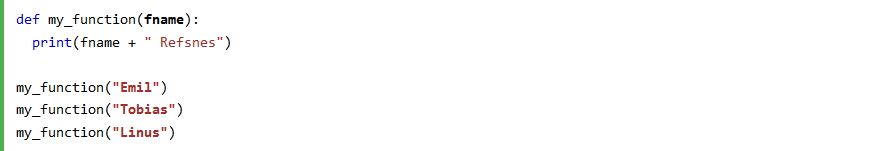 def my_function(fname):
  print(fname + " Refsnes")

my_function("Emil")
my_function("Tobias")
my_function("Linus")